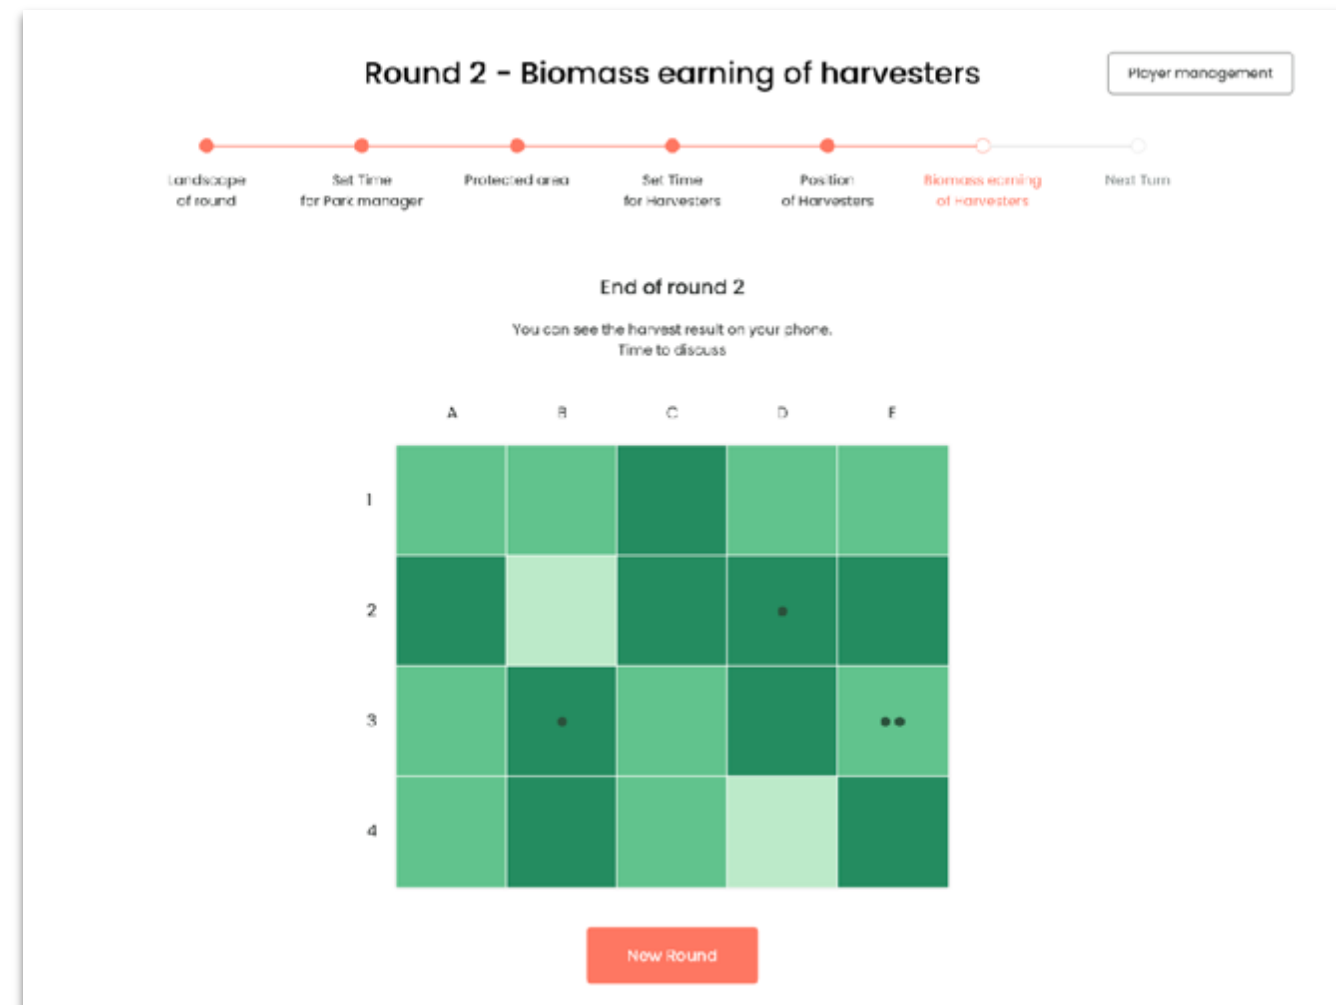 Round 2 - Biomass earning of harvesters
Player management
Landscape
of round
Set Time
for Park manager
Protected area
Set Time
for Harvesters
Position
of Harvesters
Biomass earning
of Harvesters
Next Turn
End of round 2
You can see the harvest result on your phone.
Time to discuss
A B C D E
1
2
3
4
New Round